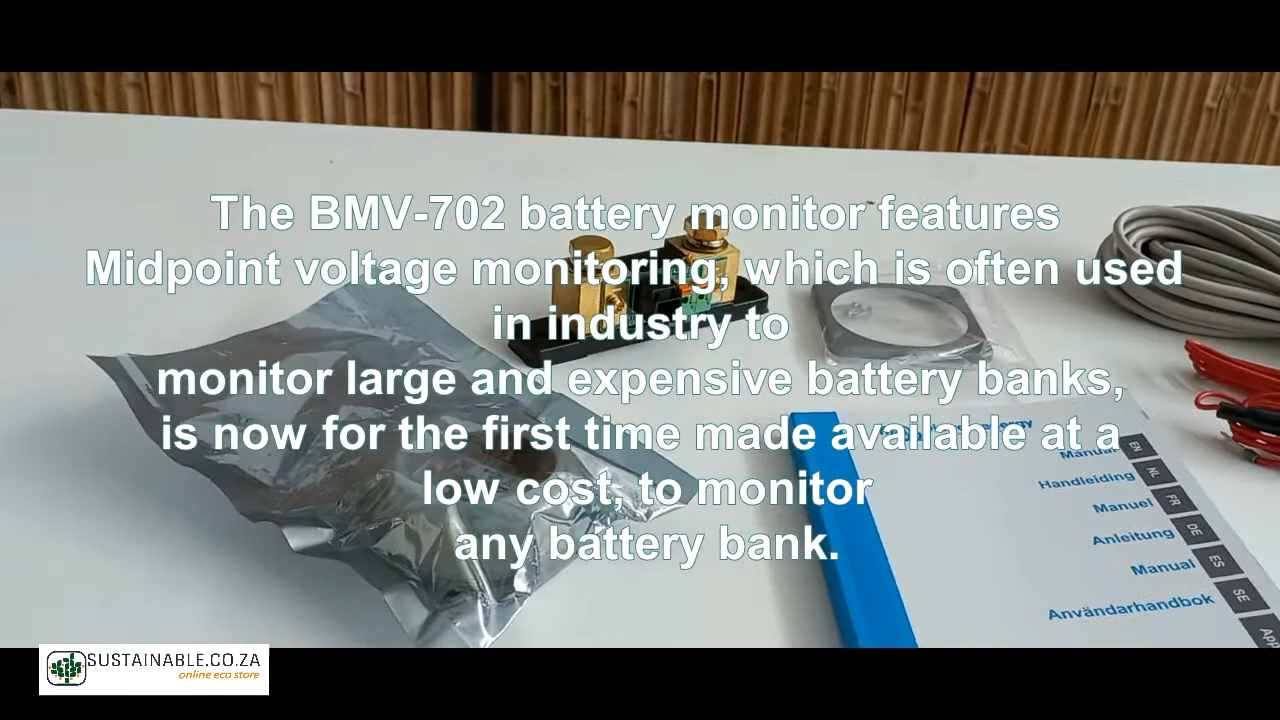 The BMV-702 battery monitor features
Midpoint voltage monitoring, which is often used
in industry to
monitor large and expensive battery banks,
is now for the first time made available at a
low cost, to monitor
any battery bank.
Manual
EN
Handleiding
NL
Manuel
FR
Anleitung
DE
Manual
ES
Användarhandbok
SE
App
SUSTAINABLE.CO.ZA
online eco store